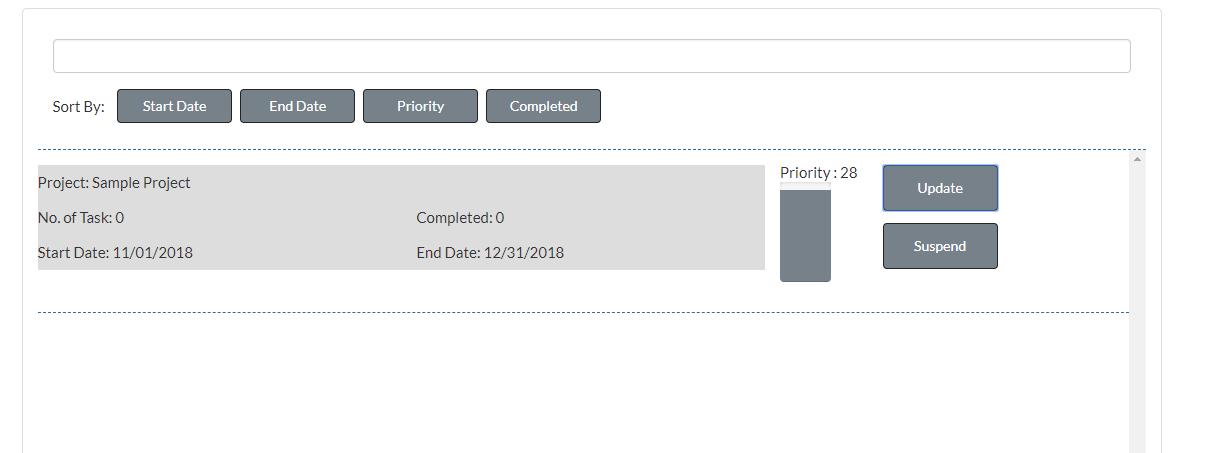 Sort By: Start Date End Date Priority Completed
Project: Sample Project
Priority : 28
Update
No. of Task: 0 Completed: 0
Suspend
Start Date: 11/01/2018 End Date: 12/31/2018